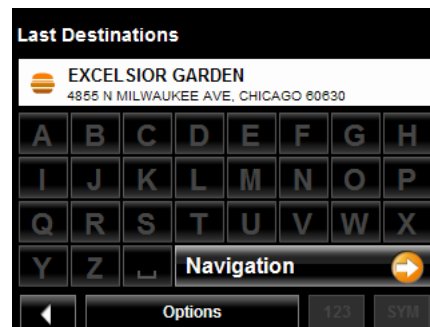 Last Destinations
EXCELSIOR GARDEN
4855 N MILWAUKEE AVE, CHICAGO 60630
A B C D E F G H
I J K L M N O P
Q R S T U V W X
Y Z Navigation
Options 123 SYM